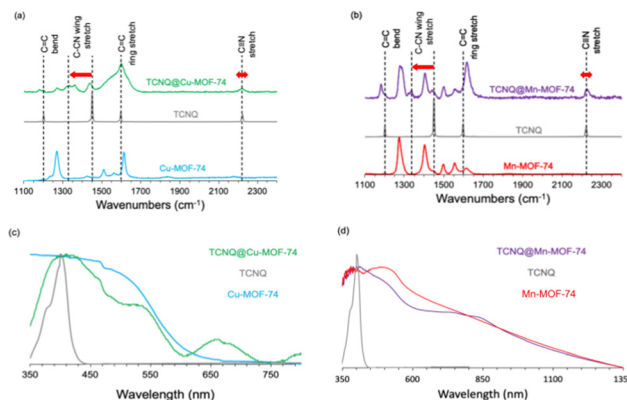 (a)
C=C
bend
C-CN wing
stretch
C=C
ring stretch
C≡N
stretch
TCNQ@Cu-MOF-74
TCNQ
Cu-MOF-74
1100 1300 1500 1700 1900 2100 2300
Wavenumbers (cm-1)
(b)
C=C
bend
C-CN wing
stretch
C=C
ring stretch
C≡N
stretch
TCNQ@Mn-MOF-74
TCNQ
Mn-MOF-74
1100 1300 1500 1700 1900 2100 2300
Wavenumbers (cm-1)
(c)
TCNQ@Cu-MOF-74
TCNQ
Cu-MOF-74
350 450 550 650 750
Wavelength (nm)
(d)
TCNQ@Mn-MOF-74
TCNQ
Mn-MOF-74
350 600 850 1100 135
Wavelength (nm)